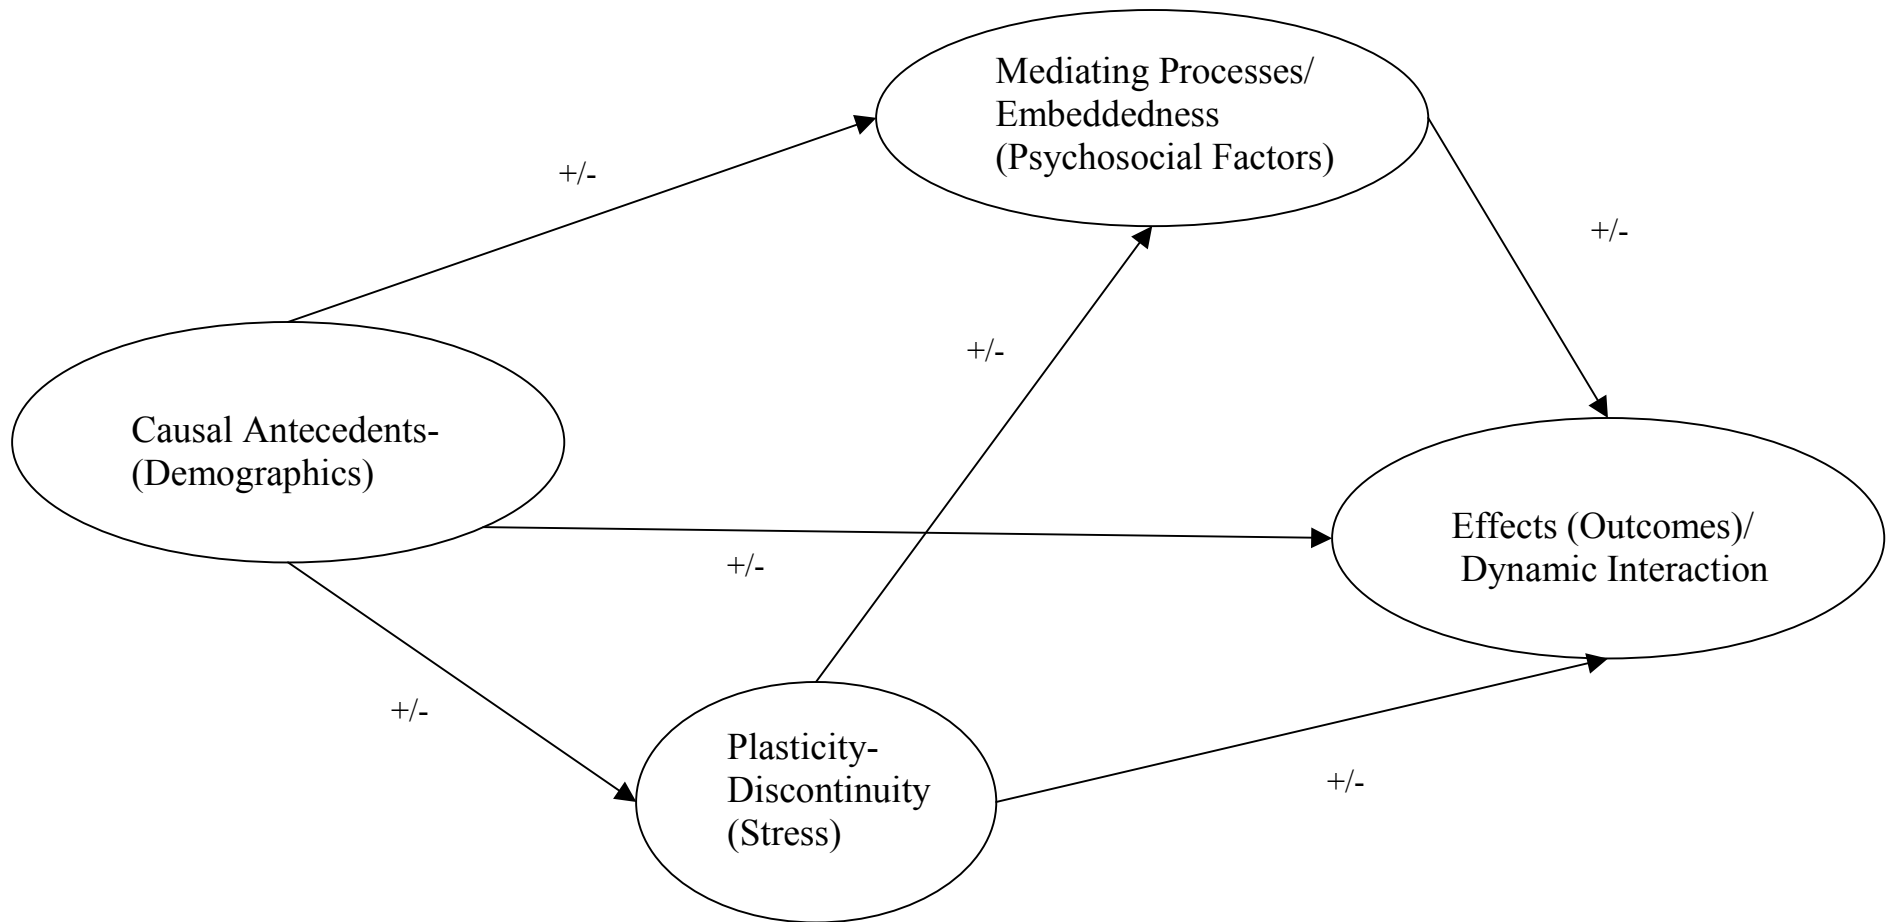 Mediating Processes/
Embeddedness
(Psychosocial Factors)
+/-
+/-
+/-
Causal Antecedents-
(Demographics)
Effects (Outcomes)/
Dynamic Interaction
+/-
+/-
Plasticity-
Discontinuity
(Stress)
+/-